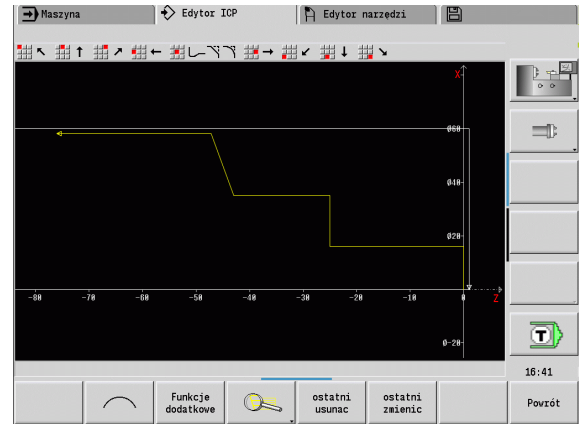 Maszyna
Edytor ICP
Edytor narzędzi
X
Ø60
Ø40
Ø20
-80 -70 -60 -50 -40 -30 -20 -10 0 Z
Ø-20
T
16:41
Funkcje
dodatkowe
ostatni
usunac
ostatni
zmienic
Powrót